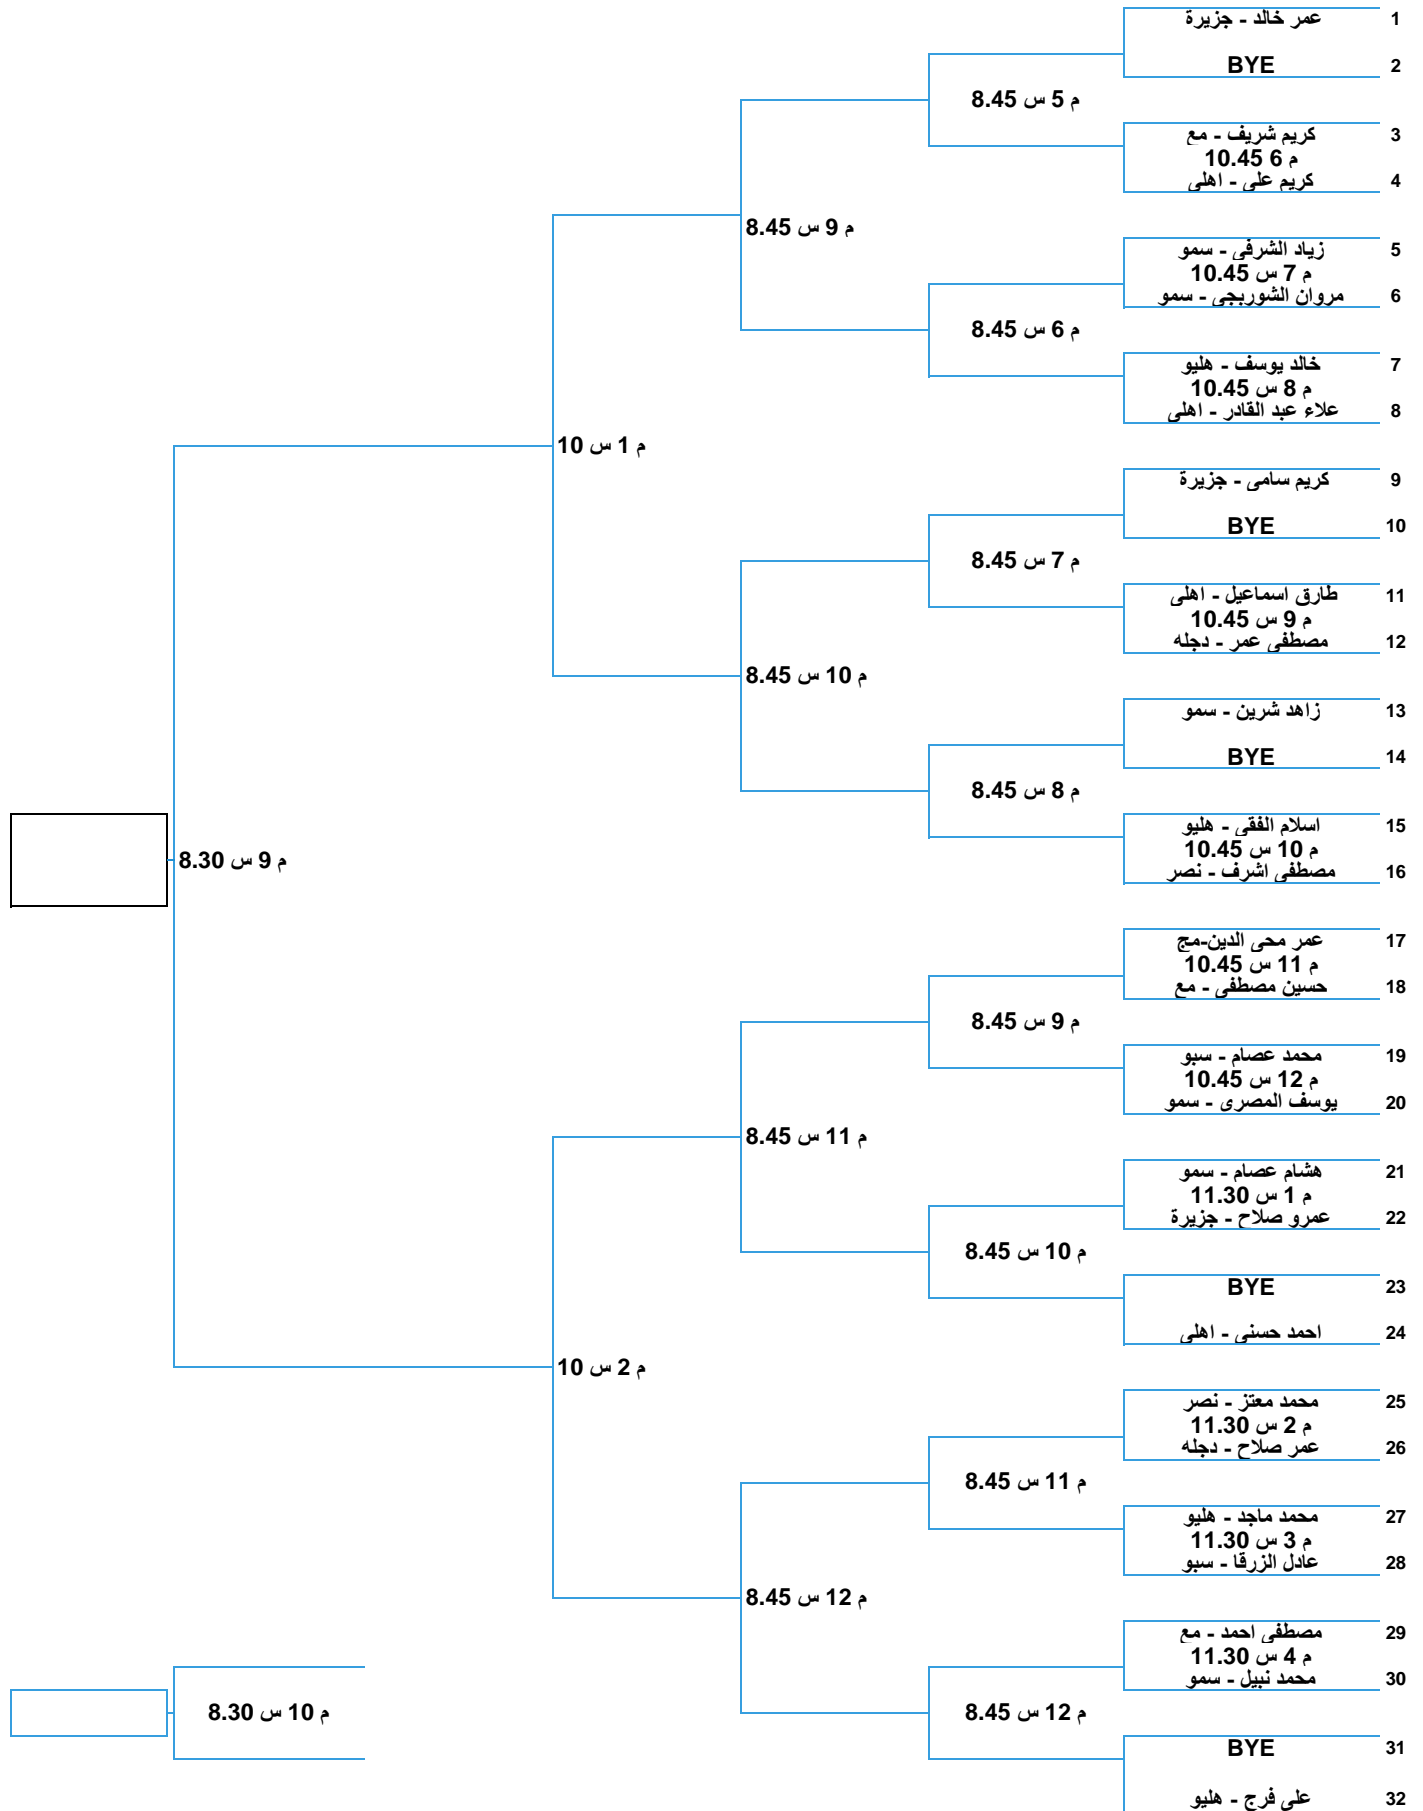 عمر خالد - جزيرة 1
BYE 2
م 5 س 8.45
كريم شريف - مع 3
م 6 10.45
كريم على - اهلى 4
م 9 س 8.45
زياد الشرفى - سمو 5
م 7 س 10.45
مروان الشوربجى - سمو 6
م 6 س 8.45
خالد يوسف - هليو 7
م 8 س 10.45
علاء عبد القادر - اهلى 8
م 1 س 10
كريم سامى - جزيرة 9
BYE 10
م 7 س 8.45
طارق اسماعيل - اهلى 11
م 9 س 10.45
مصطفى عمر - دجله 12
م 10 س 8.45
زاهد شرين - سمو 13
BYE 14
م 8 س 8.45
اسلام الفقى - هليو 15
م 10 س 10.45
مصطفى اشرف - نصر 16
م 9 س 8.30
عمر محى الدين-مج 17
م 11 س 10.45
حسين مصطفى - مع 18
م 9 س 8.45
محمد عصام - سبو 19
م 12 س 10.45
يوسف المصرى - سمو 20
م 11 س 8.45
هشام عصام - سمو 21
م 1 س 11.30
عمرو صلاح - جزيرة 22
م 10 س 8.45
BYE 23
احمد حسنى - اهلى 24
م 2 س 10
محمد معتز - نصر 25
م 2 س 11.30
عمر صلاح - دجله 26
م 11 س 8.45
محمد ماجد - هليو 27
م 3 س 11.30
عادل الزرقا - سبو 28
م 12 س 8.45
مصطفى احمد - مع 29
م 4 س 11.30
محمد نبيل - سمو 30
م 12 س 8.45
م 10 س 8.30
BYE 31
على فرج - هليو 32